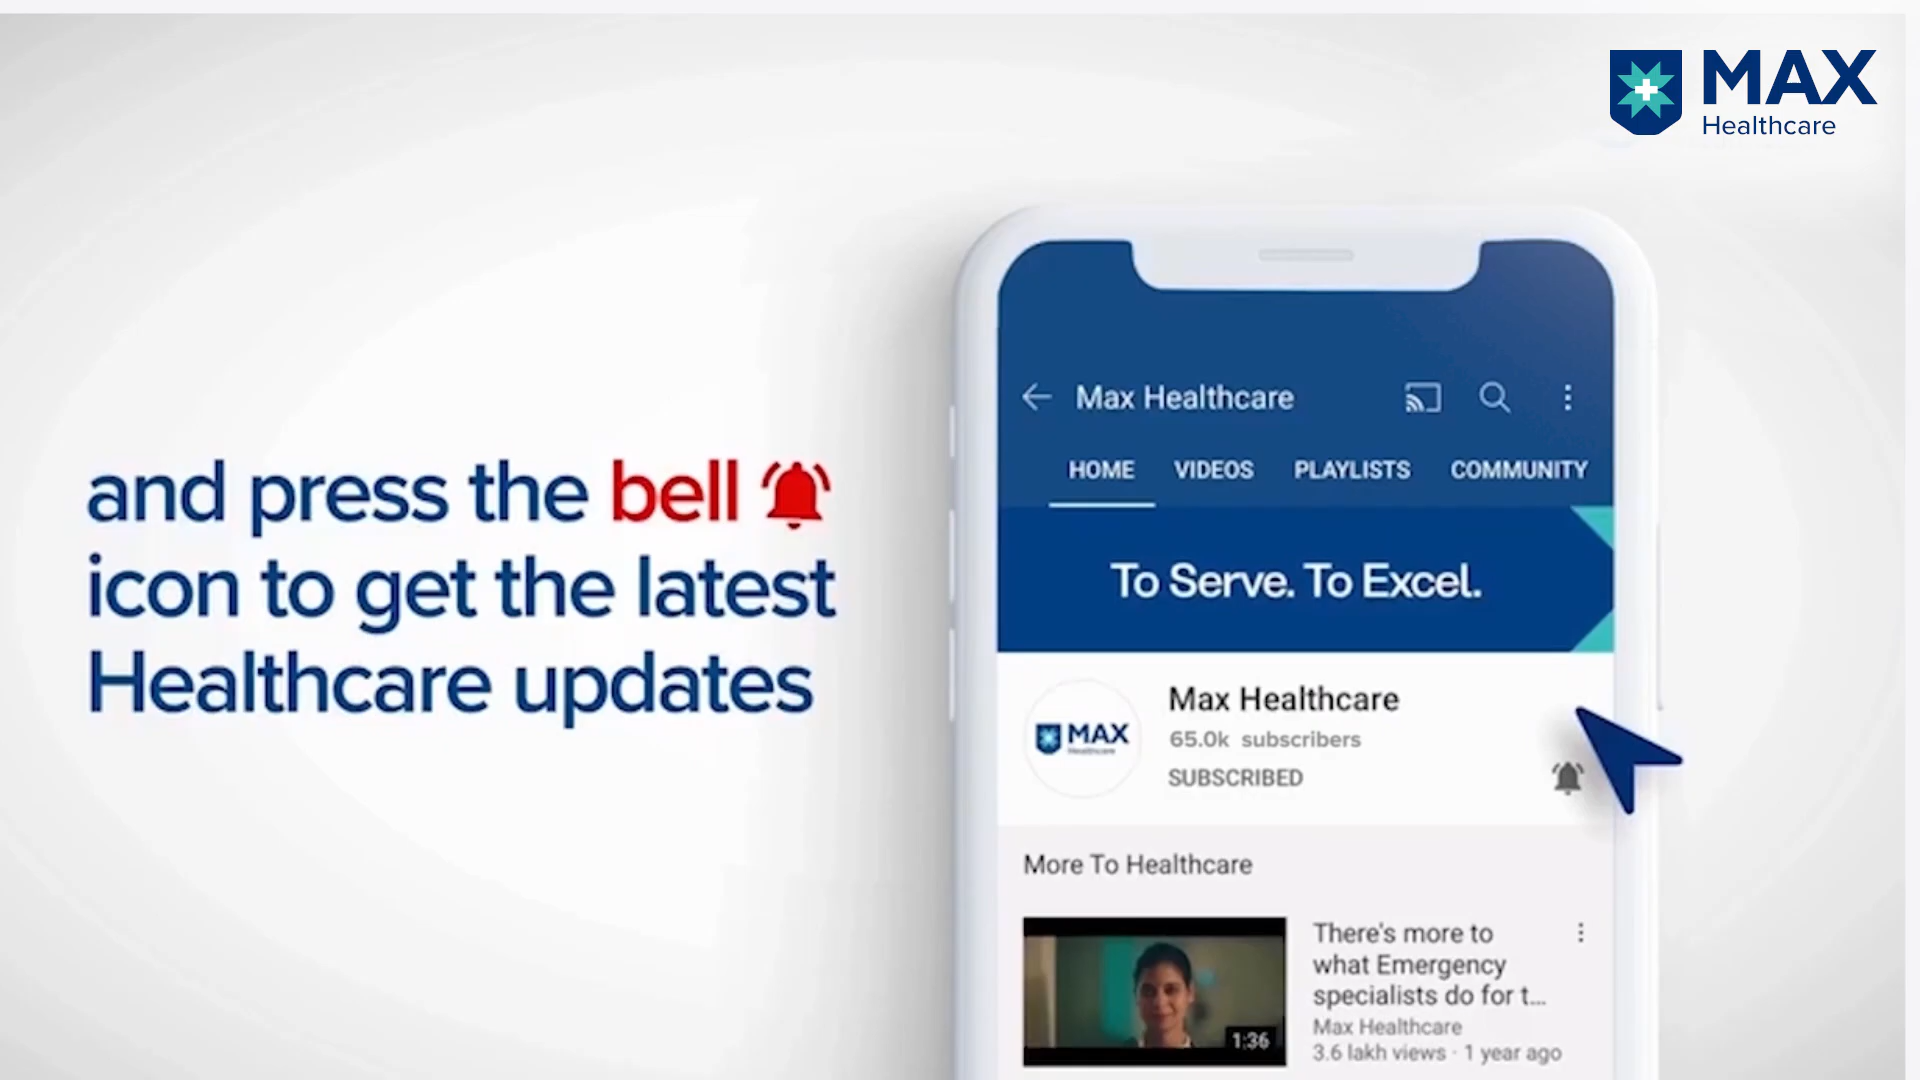 MAX
Healthcare
and press the bell
icon to get the latest
Healthcare updates
Max Healthcare
HOME VIDEOS PLAYLISTS COMMUNITY
To Serve. To Excel.
MAX
Healthcare
Max Healthcare
65.0k subscribers
SUBSCRIBED
More To Healthcare
1:36
There's more to
what Emergency
specialists do for t...
Max Healthcare
3.6 lakh views · 1 year ago